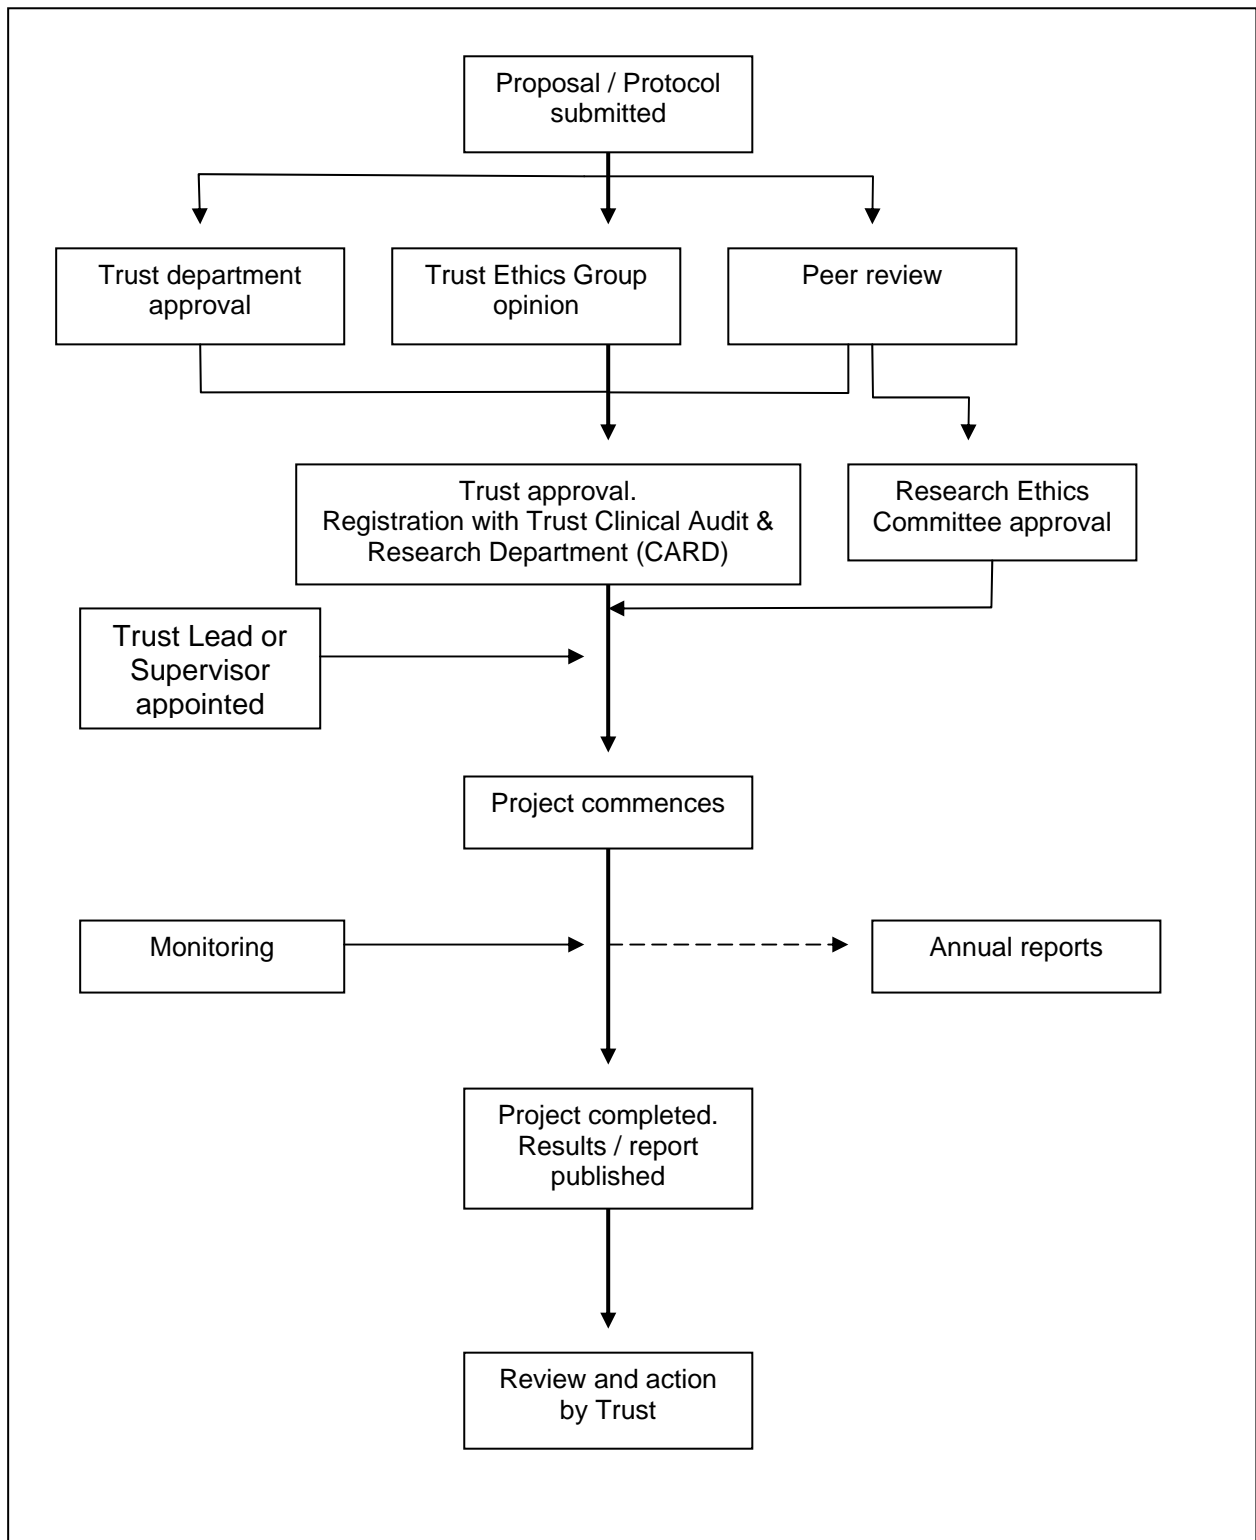 Proposal / Protocol
submitted
Trust department
approval
Trust Ethics Group
opinion
Peer review
Trust approval.
Registration with Trust Clinical Audit &
Research Department (CARD)
Research Ethics
Committee approval
Trust Lead or
Supervisor
appointed
Project commences
Monitoring
Annual reports
Project completed.
Results / report
published
Review and action
by Trust